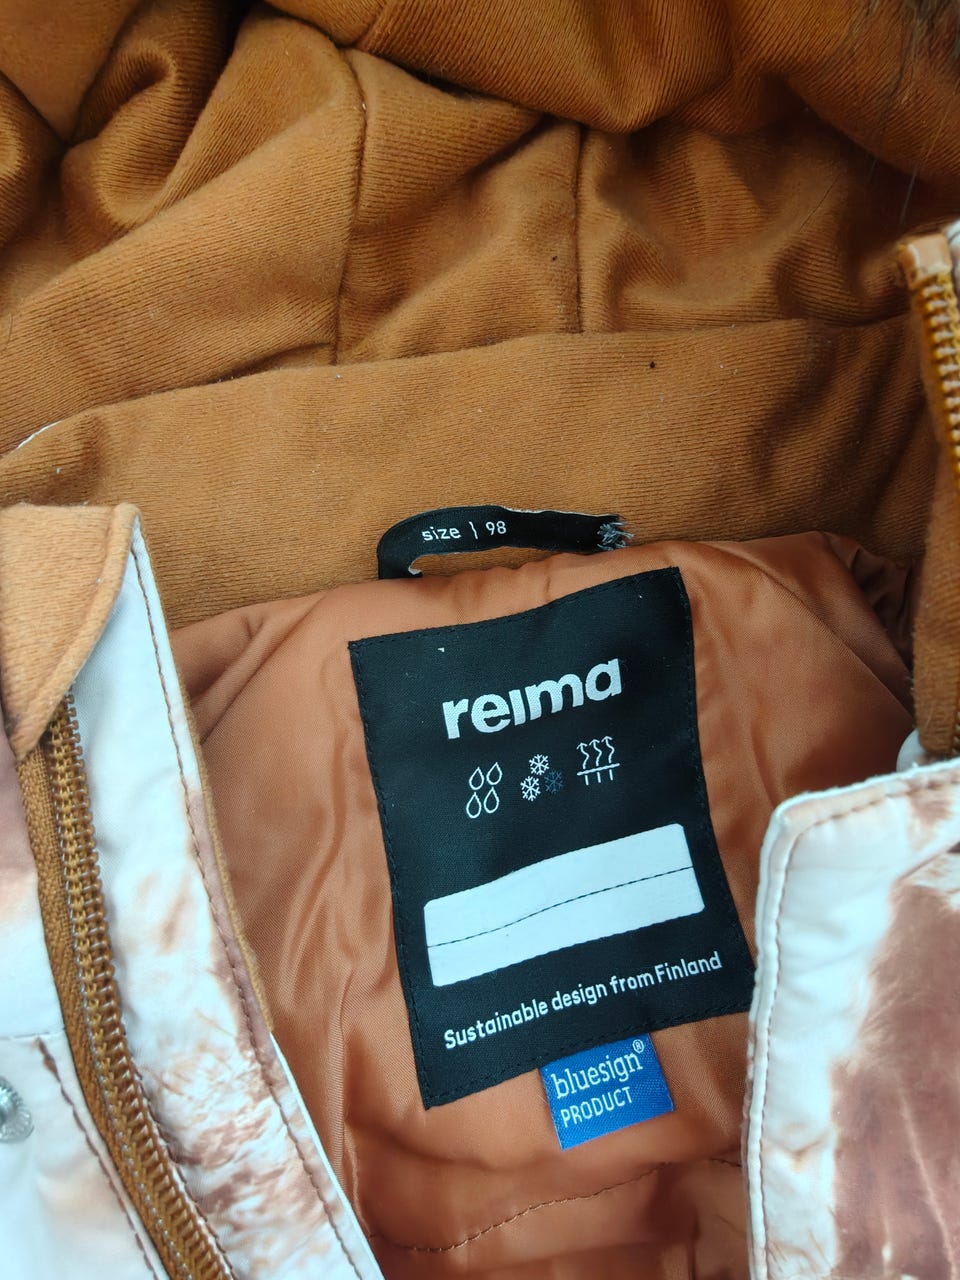 size } 98
reima
Sustainable design from Finland
bluesign®
PRODUCT